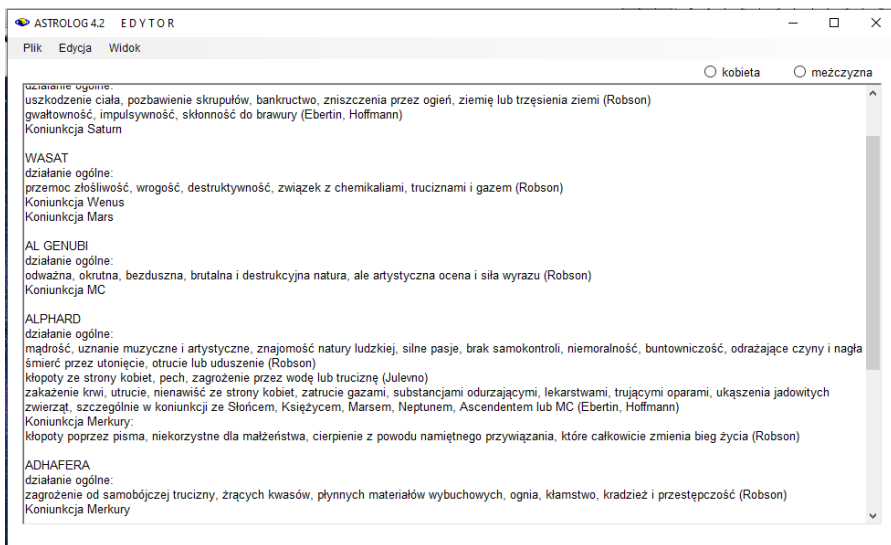 ASTROLOG 4.2 E D Y T O R
Plik Edycja Widok
kobieta meżczyzna
działanie ogólne:
uszkodzenie ciała, pozbawienie skrupułów, bankructwo, zniszczenia przez ogień, ziemię lub trzęsienia ziemi (Robson)
gwałtowność, impulsywność, skłonność do brawury (Ebertin, Hoffmann)
Koniunkcja Saturn
WASAT
działanie ogólne:
przemoc złośliwość, wrogość, destruktywność, związek z chemikaliami, truciznami i gazem (Robson)
Koniunkcja Wenus
Koniunkcja Mars
AL GENUBI
działanie ogólne:
odważna, okrutna, bezduszna, brutalna i destrukcyjna natura, ale artystyczna ocena i siła wyrazu (Robson)
Koniunkcja MC
ALPHARD
działanie ogólne:
mądrość, uznanie muzyczne i artystyczne, znajomość natury ludzkiej, silne pasje, brak samokontroli, niemoralność, buntowniczość, odrażające czyny i nagła
śmierć przez utonięcie, otrucie lub uduszenie (Robson)
kłopoty ze strony kobiet, pech, zagrożenie przez wodę lub truciznę (Julevno)
zakażenie krwi, utrucie, nienawiść ze strony kobiet, zatrucie gazami, substancjami odurzającymi, lekarstwami, trującymi oparami, ukąszenia jadowitych
zwierząt, szczególnie w koniunkcji ze Słońcem, Księżycem, Marsem, Neptunem, Ascendentem lub MC (Ebertin, Hoffmann)
Koniunkcja Merkury:
kłopoty poprzez pisma, niekorzystne dla małżeństwa, cierpienie z powodu namiętnego przywiązania, które całkowicie zmienia bieg życia (Robson)
ADHAFERA
działanie ogólne:
zagrożenie od samobójczej trucizny, żrących kwasów, płynnych materiałów wybuchowych, ognia, kłamstwo, kradzież i przestępczość (Robson)
Koniunkcja Merkury